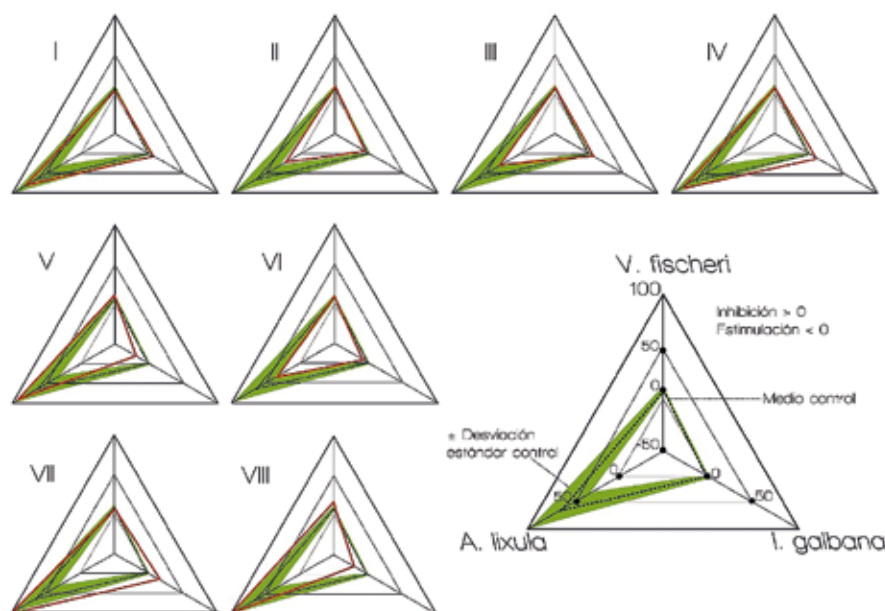 I
II
III
IV
V
VI
VII
VIII
V. fischeri
100
Inhibición > 0
Estimulación < 0
50
0
Media control
± Desviación
estándar control
-50
0
0
50
50
A. lixula
I. galbana